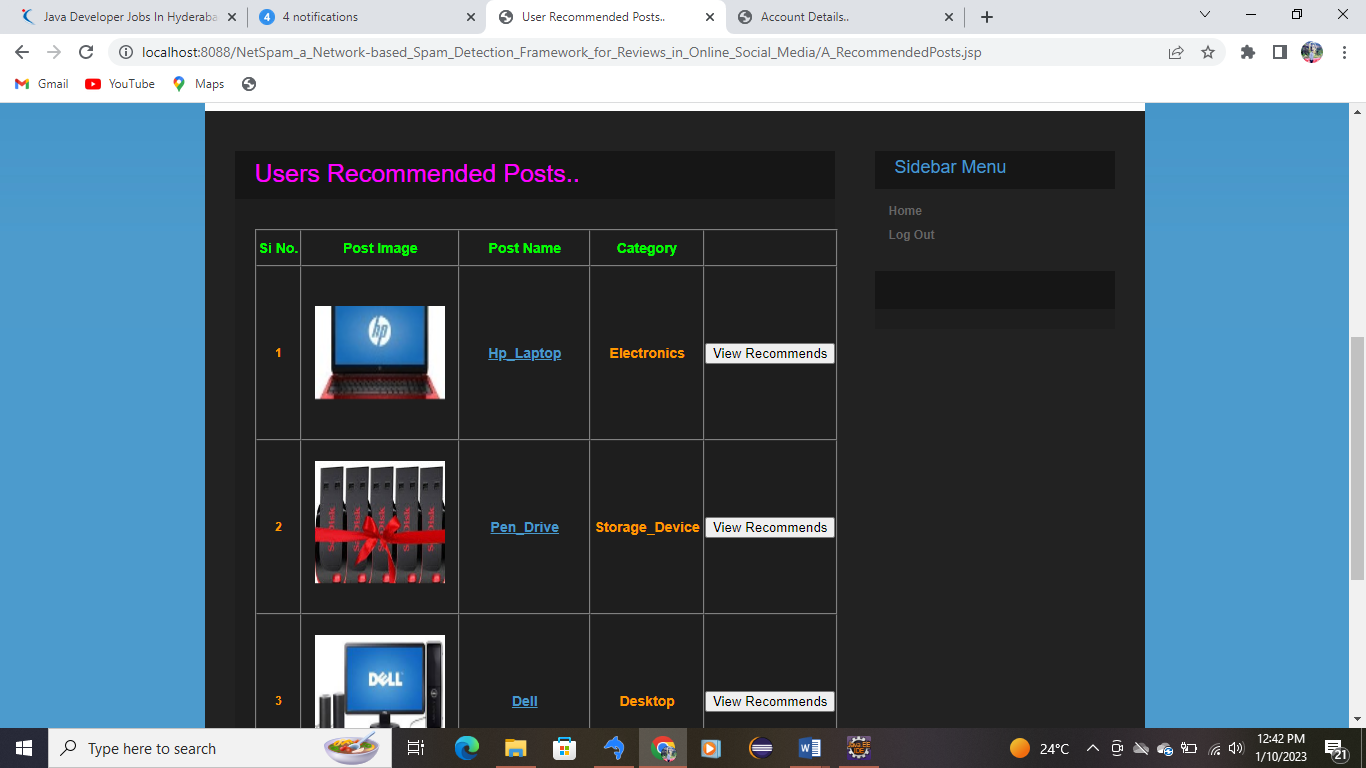 Java Developer Jobs In Hyderaba
4
4 notifications
User Recommended Posts..
Account Details..
localhost:8088/NetSpam_a_Network-based_Spam_Detection_Framework_for_Reviews_in_Online_Social_Media/A_RecommendedPosts.jsp
Gmail
YouTube
Maps
Users Recommended Posts..
Sidebar Menu
Home
Log Out
Si No. Post Image Post Name Category
hp
1 Hp_Laptop Electronics View Recommends
SanDisk SanDisk
2 Pen_Drive Storage_Device View Recommends
DELL
3 Dell Desktop View Recommends
Type here to search
24°C
12:42 PM
1/10/2023
21